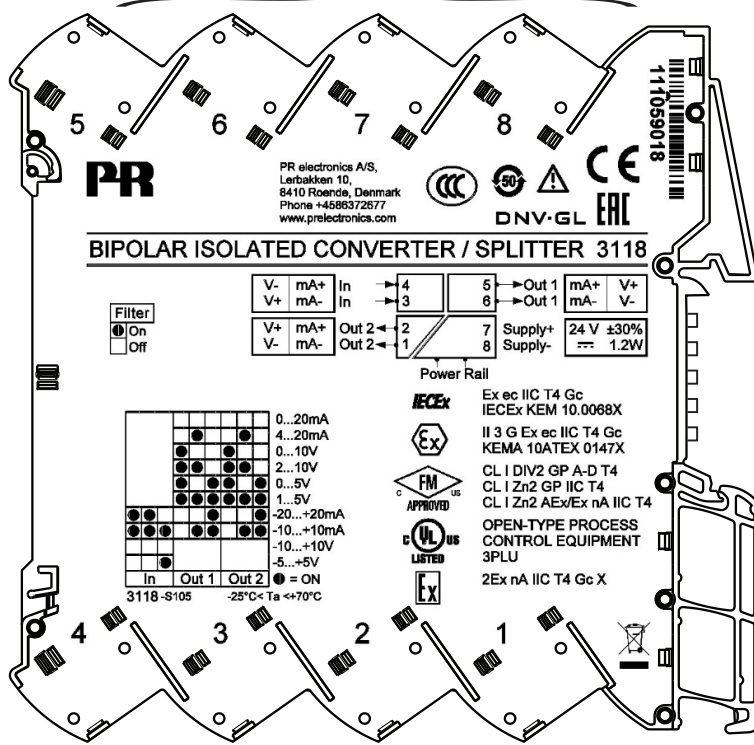 5
6
7
8
111059018
PR
PR electronics A/S,
Lerbakken 10,
8410 Roende, Denmark
Phone +4586372677
www.prelectronics.com
CCC
50
CE
DNV·GL
EAC
BIPOLAR ISOLATED CONVERTER / SPLITTER 3118
V- mA+ In 4 5 Out 1 mA+ V+
V+ mA- In 3 6 Out 1 mA- V-
Filter
On
Off
V+ mA+ Out 2 2 7 Supply+ 24 V ±30%
V- mA- Out 2 1 8 Supply- 1.2W
Power Rail
IECEx
Ex ec IIC T4 Gc
IECEx KEM 10.0068X
Ex
II 3 G Ex ec IIC T4 Gc
KEMA 10ATEX 0147X
C FM US
APPROVED
CL I DIV2 GP A-D T4
CL I Zn2 GP IIC T4
CL I Zn2 AEx/Ex nA IIC T4
C UL US
LISTED
OPEN-TYPE PROCESS
CONTROL EQUIPMENT
3PLU
Ex
2Ex nA IIC T4 Gc X
0...20mA
4...20mA
0...10V
2...10V
0...5V
1...5V
-20...+20mA
-10...+10mA
-10...+10V
-5...+5V
In Out 1 Out 2 = ON
3118 -S105 -25°C< Ta <+70°C
4
3
2
1